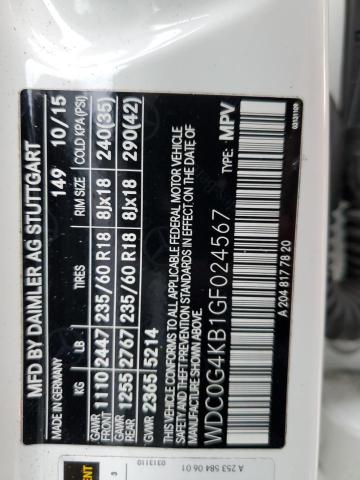 MFD BY DAIMLER AG STUTTGART
MADE IN GERMANY 149 10/15
KG LB TIRES RIM SIZE COLD KPA(PSI)
GAWR FRONT 1110 2447 235/60 R18 8Jx18 240(35)
GAWR REAR 1255 2767 235/60 R18 8Jx18 290(42)
GVWR 2365 5214
THIS VEHICLE CONFORMS TO ALL APPLICABLE FEDERAL MOTOR VEHICLE
SAFETY AND THEFT PREVENTION STANDARDS IN EFFECT ON THE DATE OF
MANUFACTURE SHOWN ABOVE
WDC0G4KB1GF024567 TYPE: MPV
A 204 817 78 20
03131109
A 253 584 06 01
0313110
3